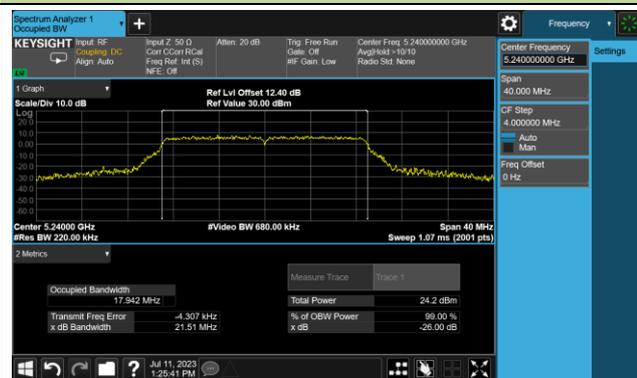 Spectrum Analyzer 1
Occupied BW
Frequency
KEYSIGHT
Input: RF
Coupling: DC
Align: Auto
Input Z: 50 Ω
Corr CCorr RCal
Freq Ref: Int (S)
NFE: Off
Atten: 20 dB
Trig: Free Run
Gate: Off
#IF Gain: Low
Center Freq: 5.240000000 GHz
Avg|Hold:>10/10
Radio Std: None
LXI
1 Graph
Scale/Div 10.0 dB
Ref Lvl Offset 12.40 dB
Ref Value 30.00 dBm
Log
20.0
10.0
0.00
-10.0
-20.0
-30.0
-40.0
-50.0
-60.0
Center 5.24000 GHz
#Res BW 220.00 kHz
#Video BW 680.00 kHz
Span 40 MHz
Sweep 1.07 ms (2001 pts)
2 Metrics
Measure Trace
Trace 1
Occupied Bandwidth
17.942 MHz
Total Power
24.2 dBm
Transmit Freq Error
-4.307 kHz
% of OBW Power
99.00 %
x dB Bandwidth
21.51 MHz
x dB
-26.00 dB
Center Frequency
5.240000000 GHz
Settings
Span
40.000 MHz
CF Step
4.000000 MHz
Auto
Man
Freq Offset
0 Hz
Jul 11, 2023
1:25:41 PM